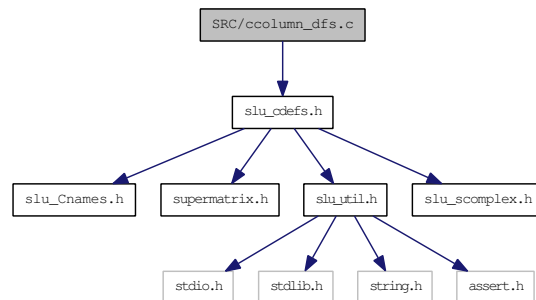 SRC/ccolumn_dfs.c
slu_cdefs.h
slu_Cnames.h supermatrix.h slu_util.h slu_scomplex.h
stdio.h stdlib.h string.h assert.h